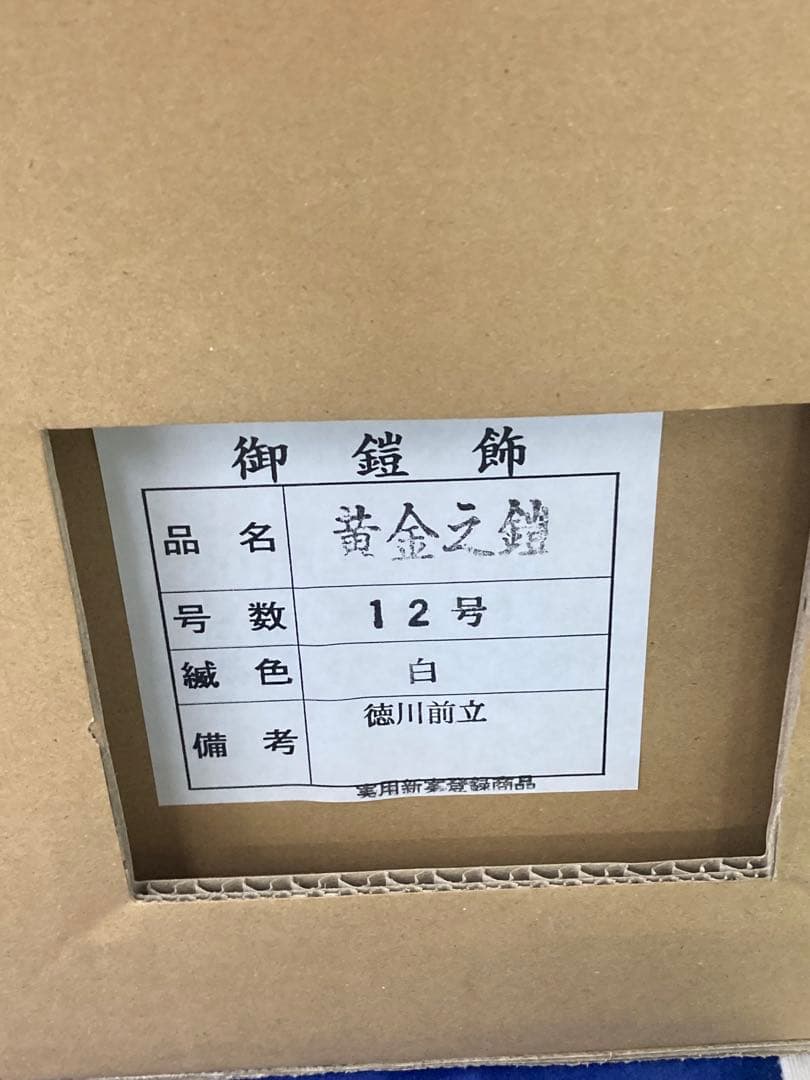 御鎧飾
品名 黄金之鎧
号数 12号
縅色 白
備考 徳川前立
実用新案登録商品